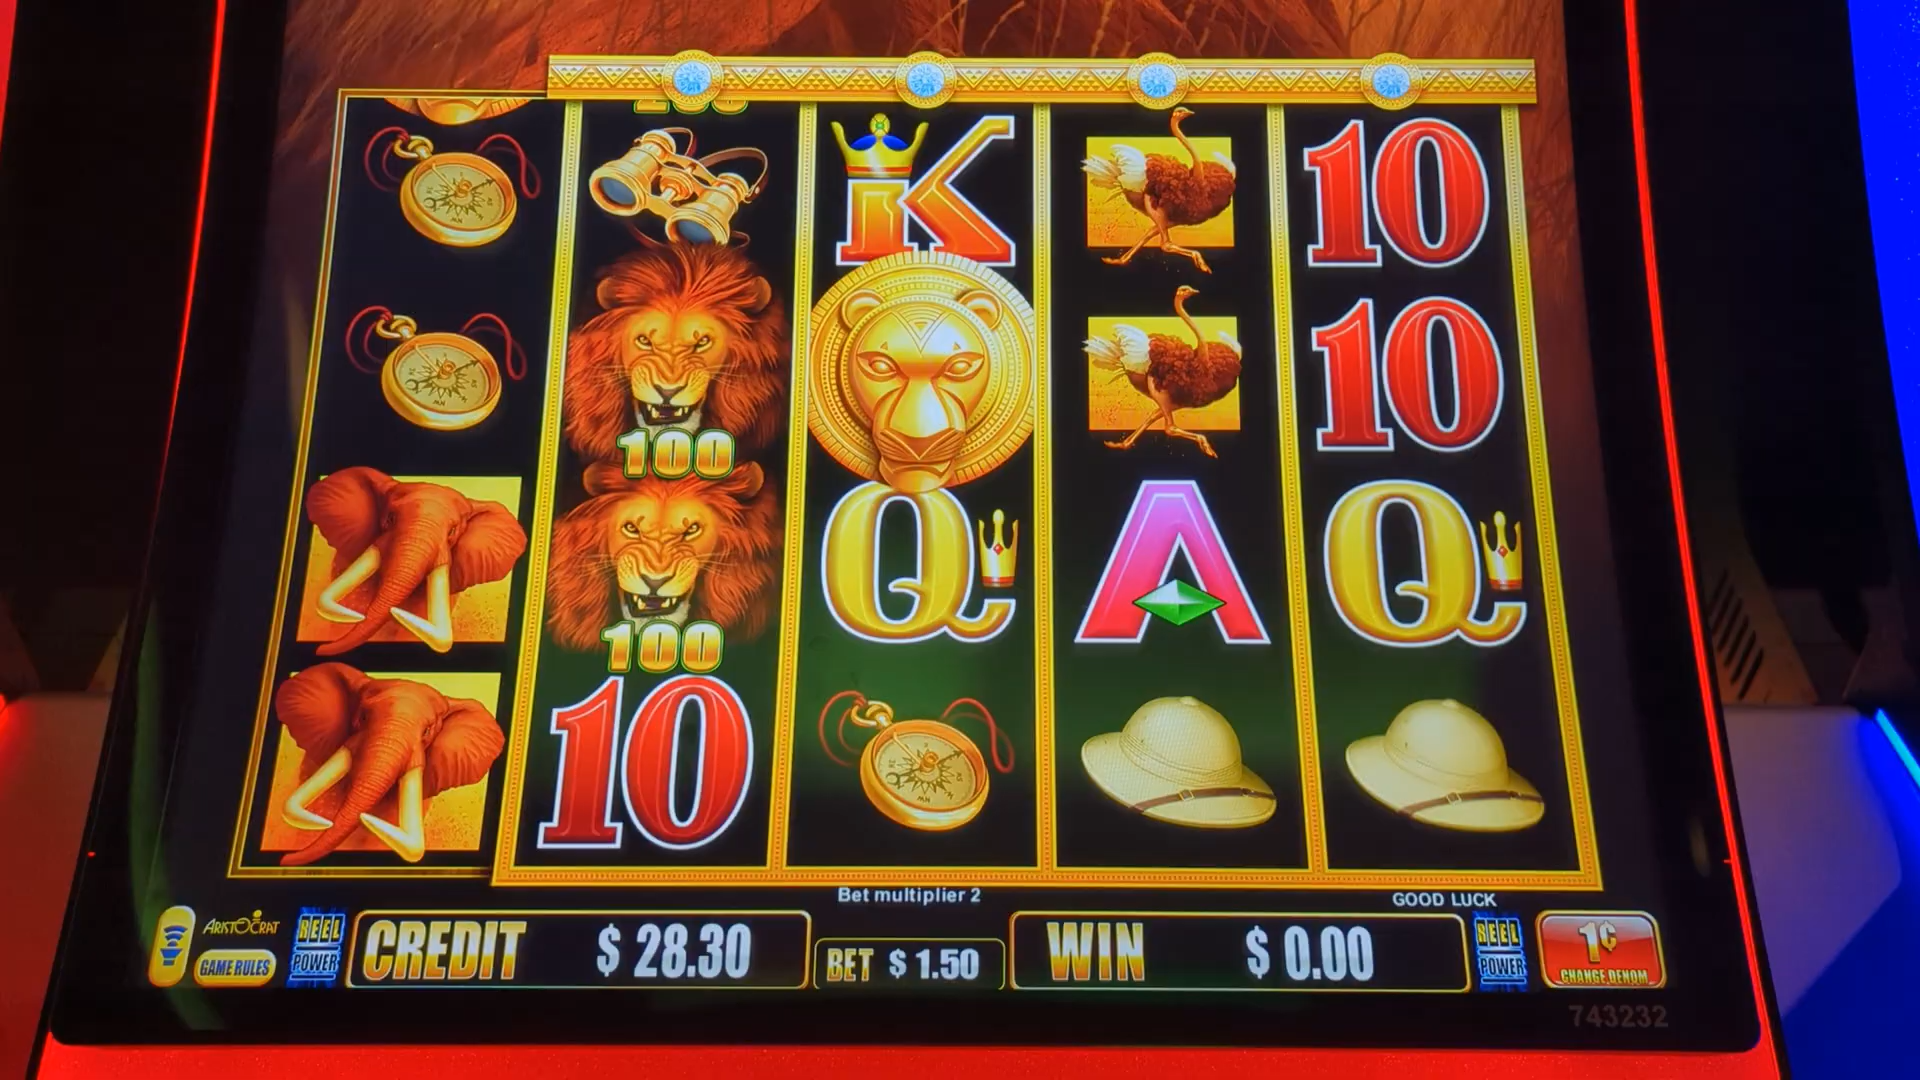 K
10
10
100
Q
A
Q
100
10
Bet multiplier 2
GOOD LUCK
ARISTOCRAT
GAME RULES
REEL
POWER
CREDIT $ 28.30
BET $ 1.50
WIN $ 0.00
REEL
POWER
1¢
CHANGE DENOM
743232